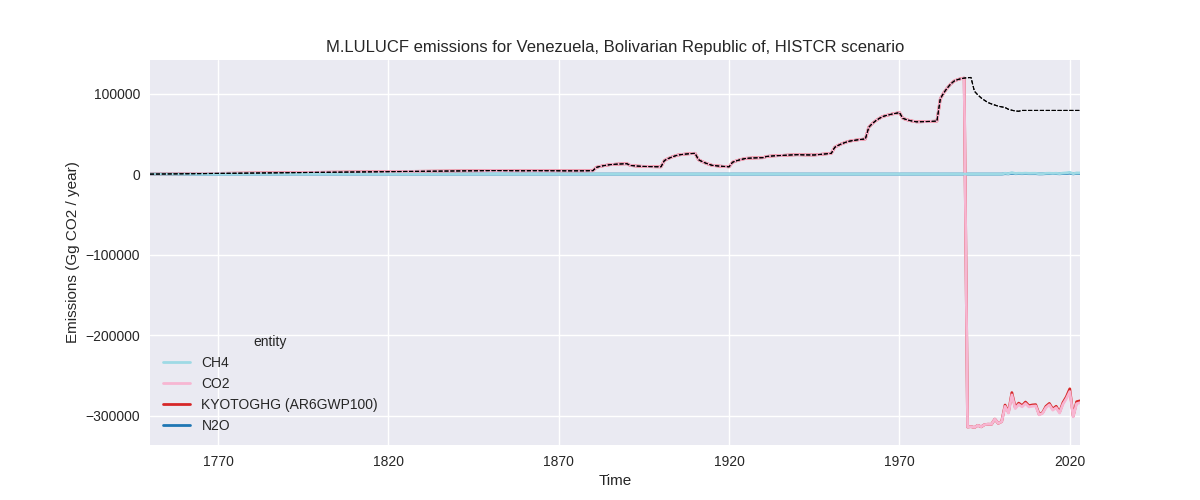 M.LULUCF emissions for Venezuela, Bolivarian Republic of, HISTCR scenario
Emissions (Gg CO2 / year)
100000
0
−100000
−200000
−300000
entity
CH4
CO2
KYOTOGHG (AR6GWP100)
N2O
1770 1820 1870 1920 1970 2020
Time